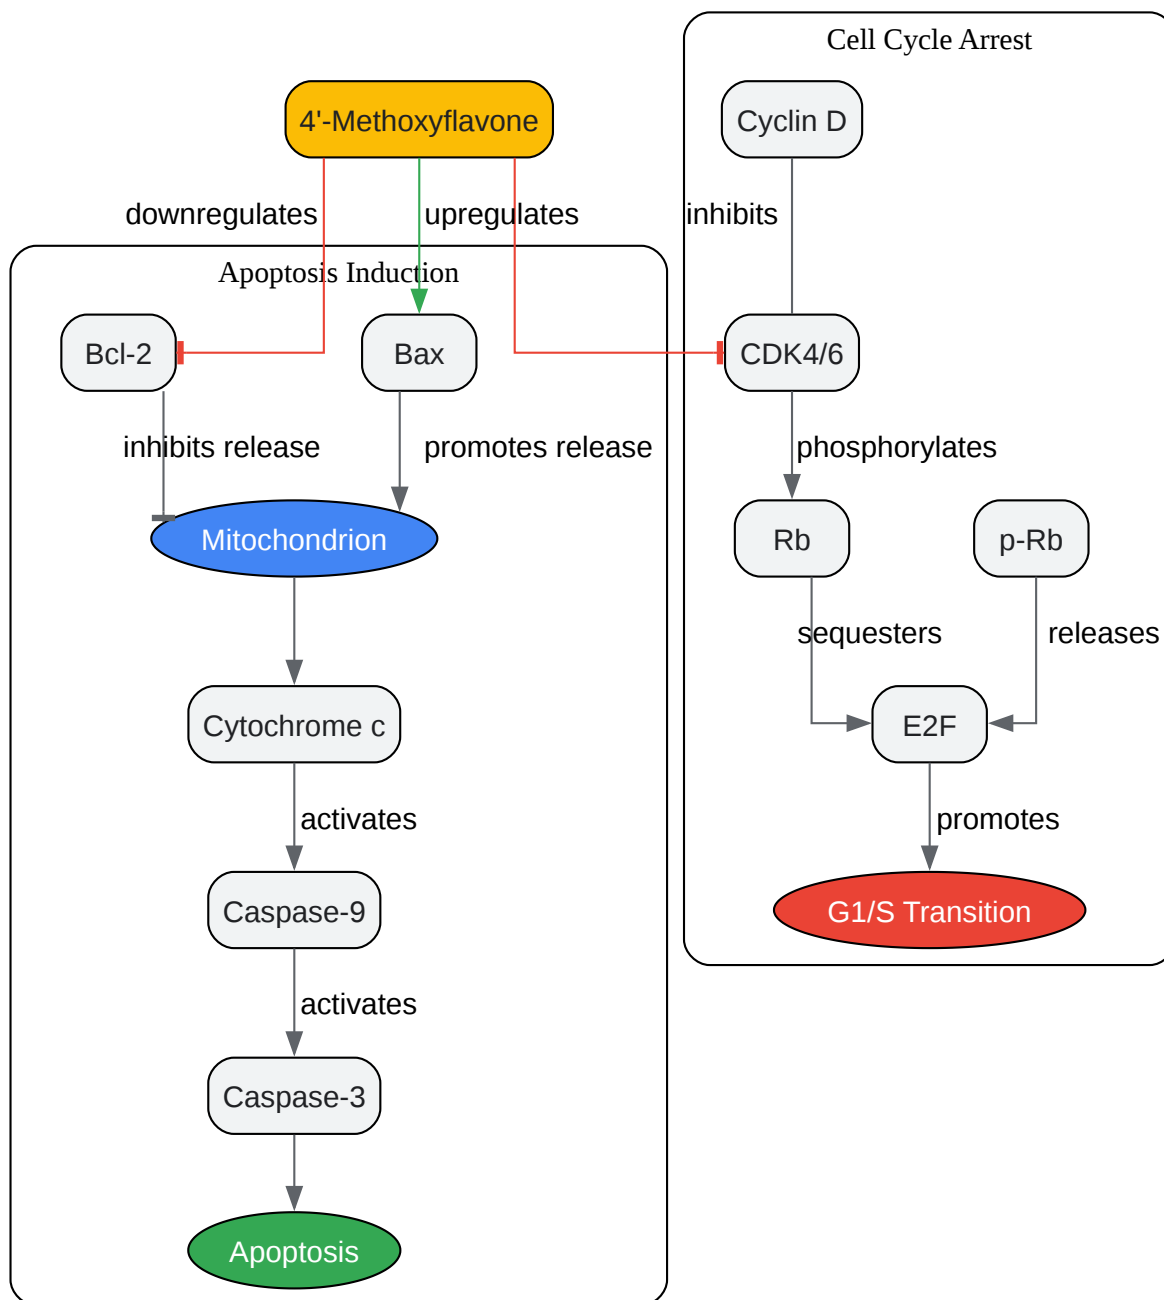 Cell Cycle Arrest
4'-Methoxyflavone
Cyclin D
downregulates
upregulates
inhibits
Apoptosis Induction
Bcl-2
Bax
CDK4/6
inhibits release
promotes release
phosphorylates
Mitochondrion
Rb
p-Rb
sequesters
releases
Cytochrome c
E2F
activates
promotes
Caspase-9
G1/S Transition
activates
Caspase-3
Apoptosis